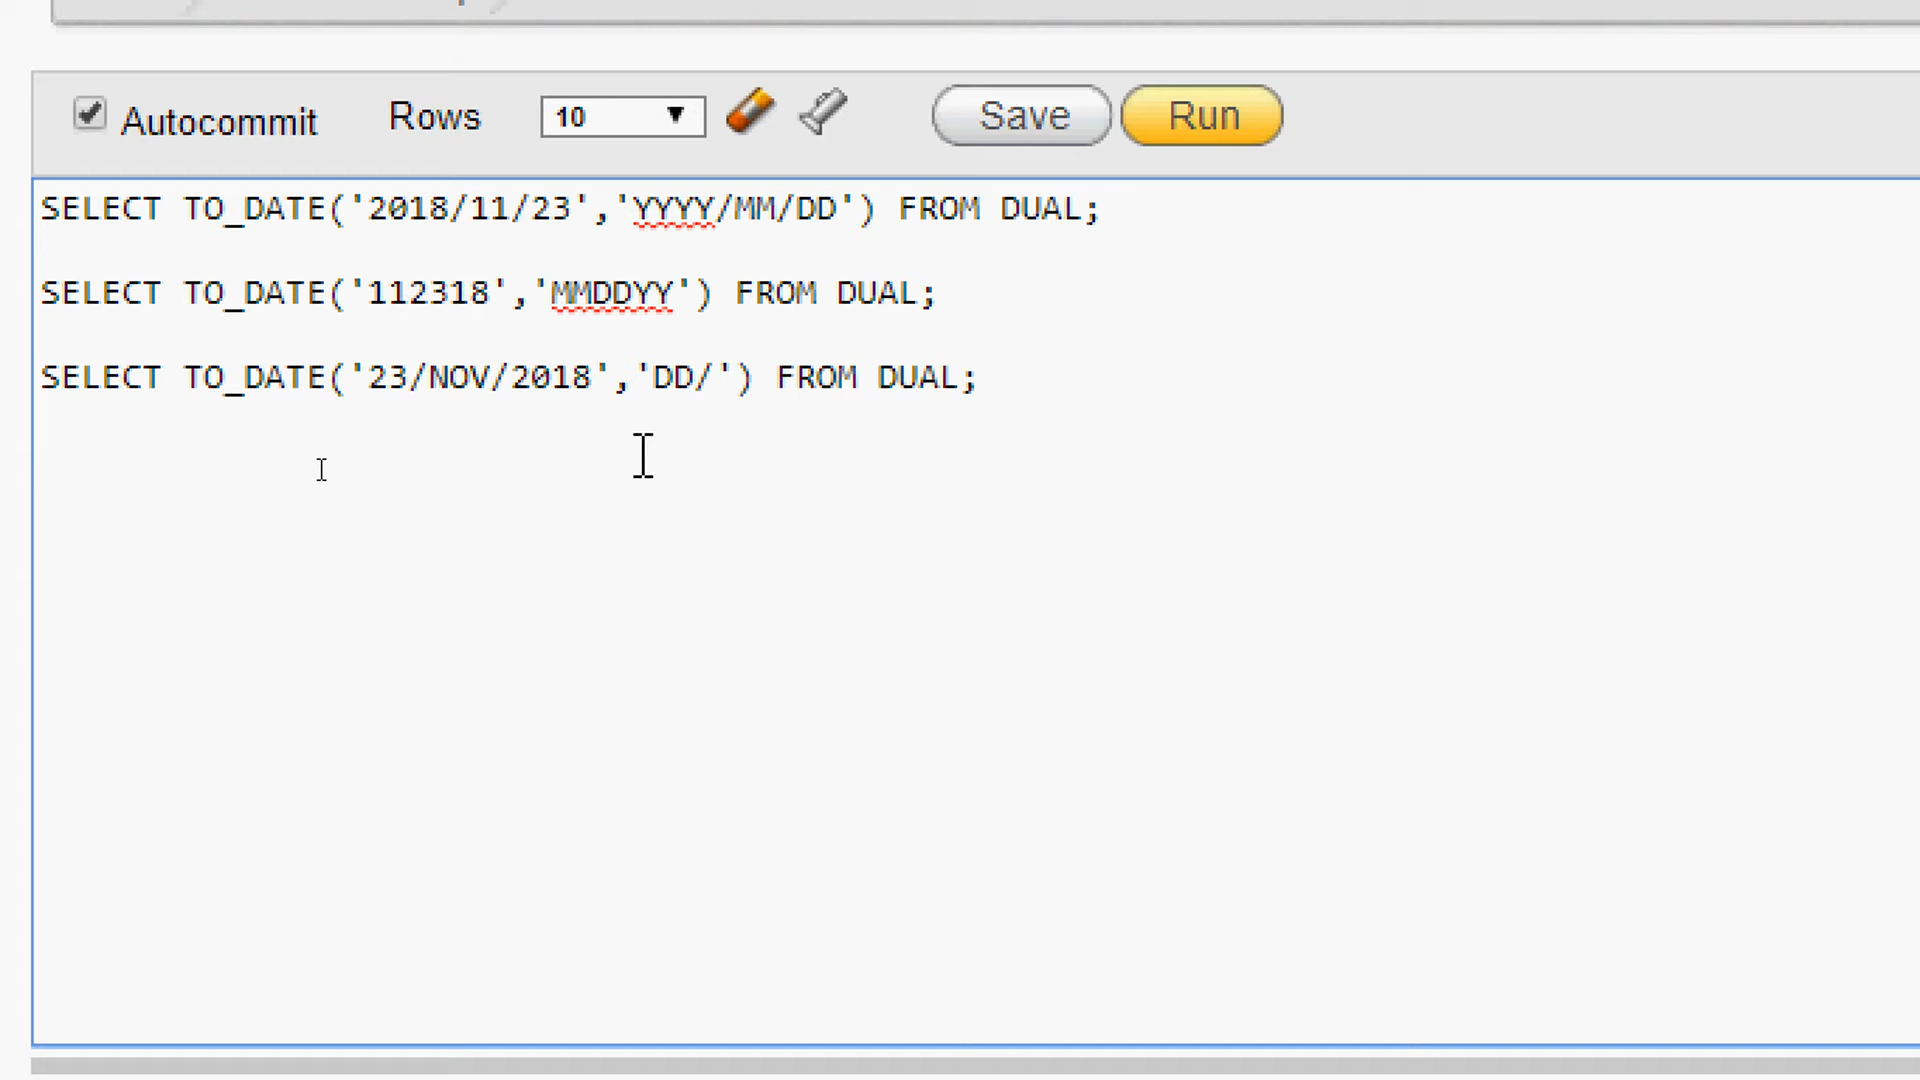 Autocommit Rows 10 Save Run
SELECT TO_DATE('2018/11/23','YYYY/MM/DD') FROM DUAL;
SELECT TO_DATE('112318','MMDDYY') FROM DUAL;
SELECT TO_DATE('23/NOV/2018','DD/') FROM DUAL;